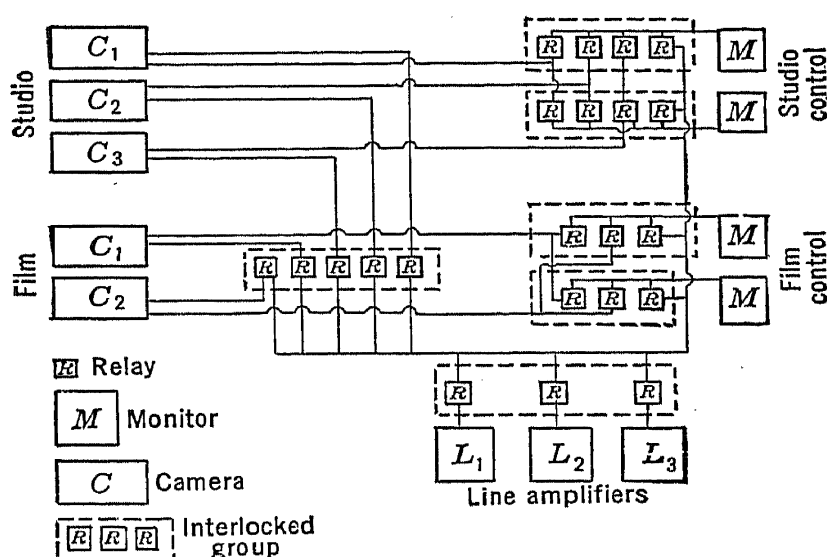 C1
R R R R
M
Studio
C2
R R R R
M
Studio control
C3
C1
R R R
M
Film
R R R R R
C2
R R R
M
Film control
R Relay
R R R
M Monitor
L1 L2 L3
C Camera
Line amplifiers
R R R Interlocked
group